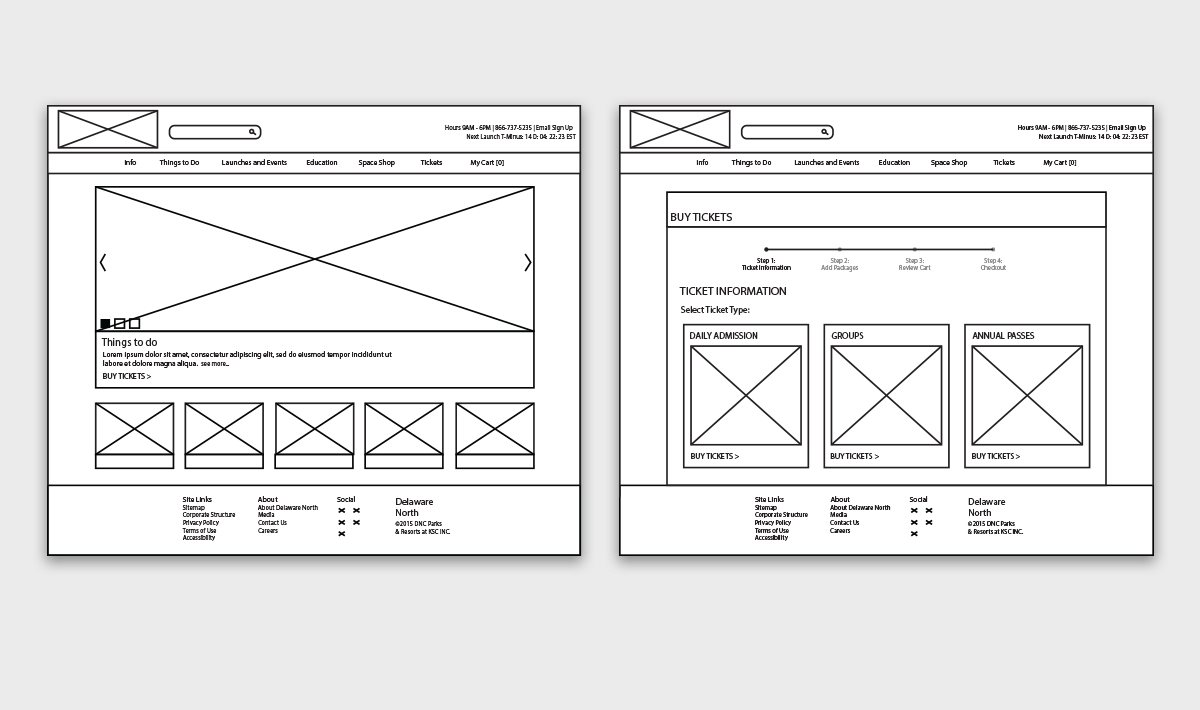 Hours 9AM - 6PM | 866-737-5235 | Email Sign Up
Next Launch T-Minus: 14 D: 04: 22: 23 EST
Info Things to Do Launches and Events Education Space Shop Tickets My Cart [0]
Things to do
Lorem ipsum dolor sit amet, consectetur adipiscing elit, sed do eiusmod tempor incididunt ut
labore et dolore magna aliqua. see more...
BUY TICKETS >
Site Links
Sitemap
Corporate Structure
Privacy Policy
Terms of Use
Accessibility
About
About Delaware North
Media
Contact Us
Careers
Social
Delaware
North
©2015 DNC Parks
& Resorts at KSC INC.
Hours 9AM - 6PM | 866-737-5235 | Email Sign Up
Next Launch T-Minus: 14 D: 04: 22: 23 EST
Info Things to Do Launches and Events Education Space Shop Tickets My Cart [0]
BUY TICKETS
Step 1:
Ticket Information
Step 2:
Add Packages
Step 3:
Review Cart
Step 4:
Checkout
TICKET INFORMATION
Select Ticket Type:
DAILY ADMISSION
BUY TICKETS >
GROUPS
BUY TICKETS >
ANNUAL PASSES
BUY TICKETS >
Site Links
Sitemap
Corporate Structure
Privacy Policy
Terms of Use
Accessibility
About
About Delaware North
Media
Contact Us
Careers
Social
Delaware
North
©2015 DNC Parks
& Resorts at KSC INC.